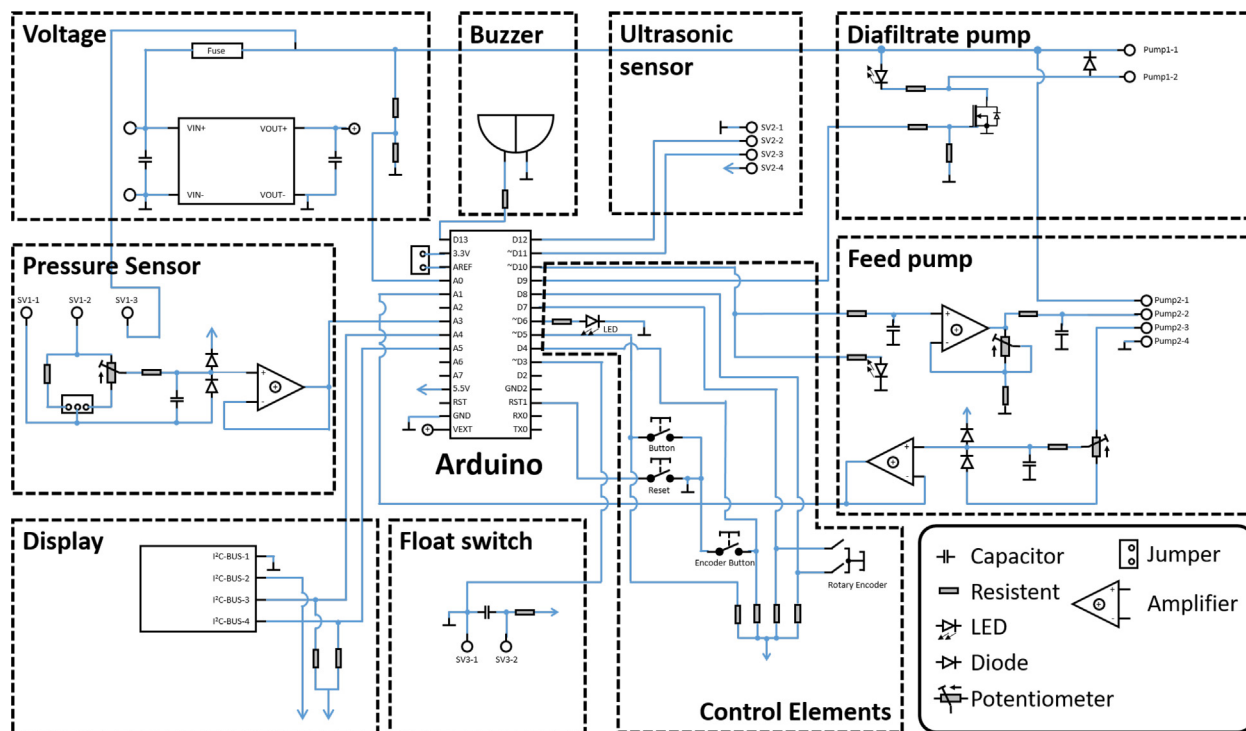 Voltage
Fuse
VIN+
VOUT+
VIN-
VOUT-
Buzzer
Ultrasonic
sensor
SV2-1
SV2-2
SV2-3
SV2-4
Diafiltrate pump
Pump1-1
Pump1-2
Pressure Sensor
SV1-1
SV1-2
SV1-3
+
-
D13
3.3V
AREF
A0
A1
A2
A3
A4
A5
A6
A7
5.5V
RST
GND
VEXT
D12
~D11
~D10
D9
D8
D7
~D6
~D5
D4
~D3
D2
GND2
RST1
RX0
TX0
Arduino
LED
Button
Reset
Encoder Button
Rotary Encoder
Control Elements
Feed pump
+
-
Pump2-1
Pump2-2
Pump2-3
Pump2-4
+
-
Display
I²C-BUS-1
I²C-BUS-2
I²C-BUS-3
I²C-BUS-4
Float switch
SV3-1
SV3-2
Capacitor
Jumper
Resistent
+
-
Amplifier
LED
Diode
Potentiometer